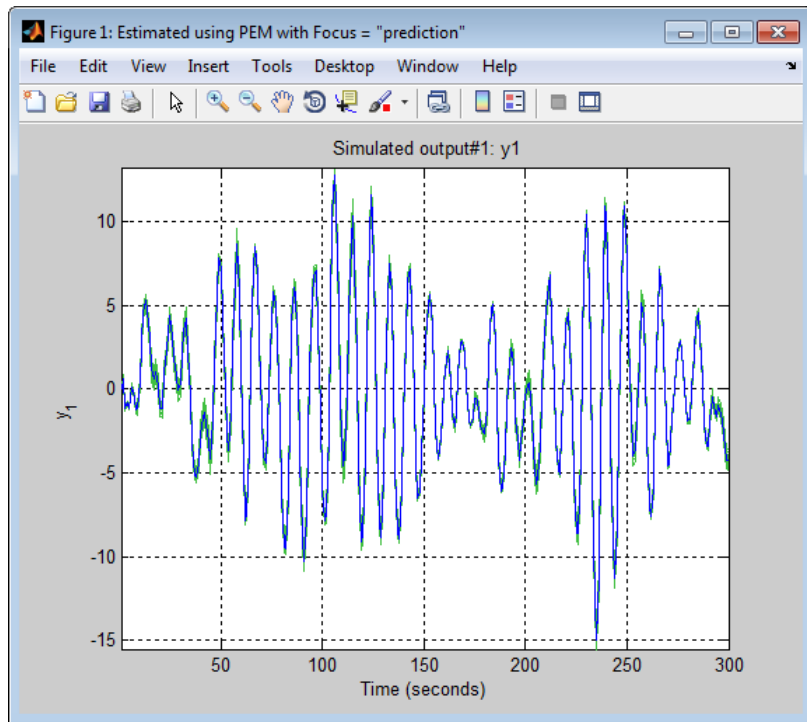 Figure 1: Estimated using PEM with Focus = "prediction"
File Edit View Insert Tools Desktop Window Help
Simulated output#1: y1
10
5
0
-5
-10
-15
y1
50 100 150 200 250 300
Time (seconds)